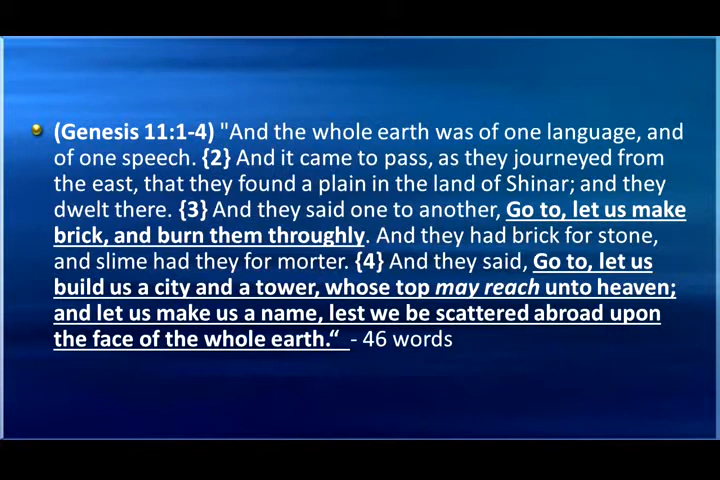 (Genesis 11:1-4) "And the whole earth was of one language, and
of one speech. {2} And it came to pass, as they journeyed from
the east, that they found a plain in the land of Shinar; and they
dwelt there. {3} And they said one to another, Go to, let us make
brick, and burn them throughly. And they had brick for stone,
and slime had they for morter. {4} And they said, Go to, let us
build us a city and a tower, whose top may reach unto heaven;
and let us make us a name, lest we be scattered abroad upon
the face of the whole earth.“ - 46 words